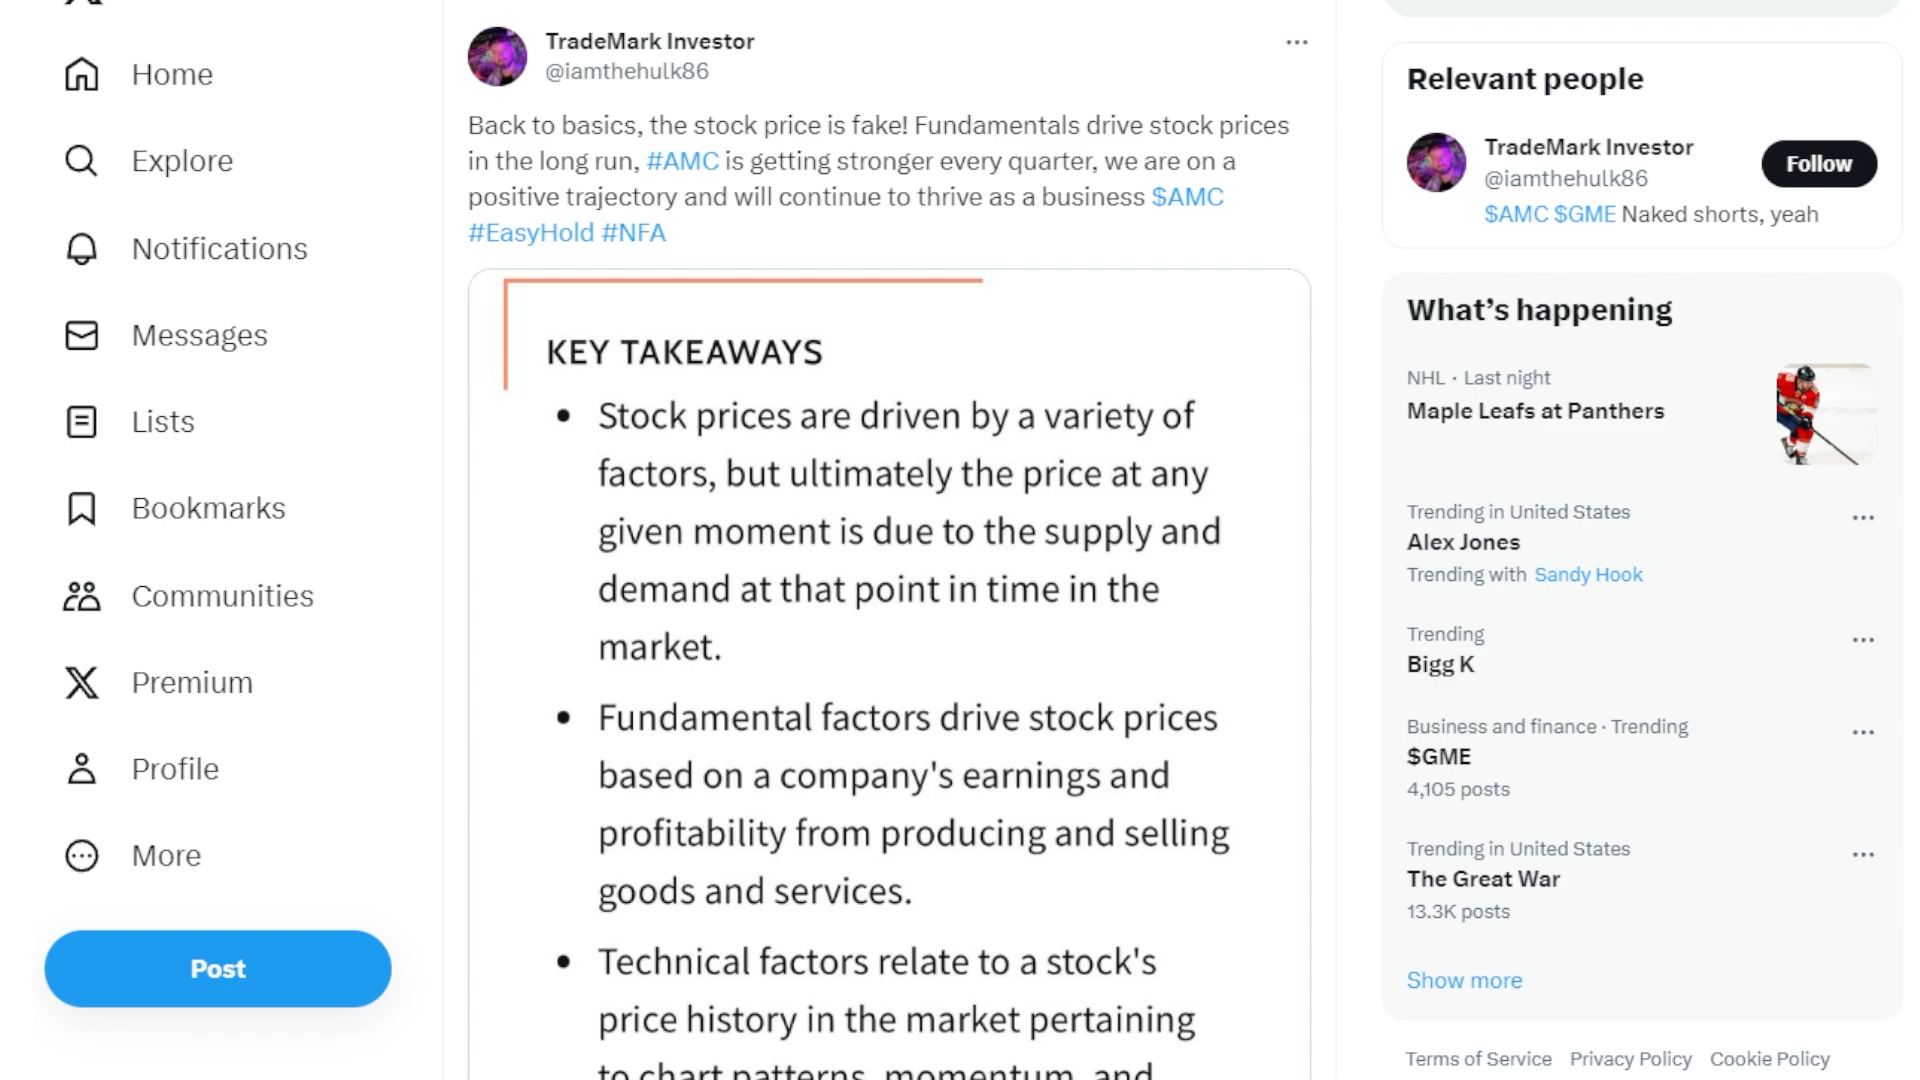 Home
Explore
Notifications
Messages
Lists
Bookmarks
Communities
Premium
Profile
More
Post
TradeMark Investor
@iamthehulk86
Back to basics, the stock price is fake! Fundamentals drive stock prices
in the long run, #AMC is getting stronger every quarter, we are on a
positive trajectory and will continue to thrive as a business $AMC
#EasyHold #NFA
KEY TAKEAWAYS
• Stock prices are driven by a variety of
factors, but ultimately the price at any
given moment is due to the supply and
demand at that point in time in the
market.
• Fundamental factors drive stock prices
based on a company's earnings and
profitability from producing and selling
goods and services.
• Technical factors relate to a stock's
price history in the market pertaining
to chart patterns, momentum, and
Relevant people
TradeMark Investor
@iamthehulk86
Follow
$AMC $GME Naked shorts, yeah
What's happening
NHL · Last night
Maple Leafs at Panthers
Trending in United States
Alex Jones
Trending with Sandy Hook
Trending
Bigg K
Business and finance · Trending
$GME
4,105 posts
Trending in United States
The Great War
13.3K posts
Show more
Terms of Service Privacy Policy Cookie Policy